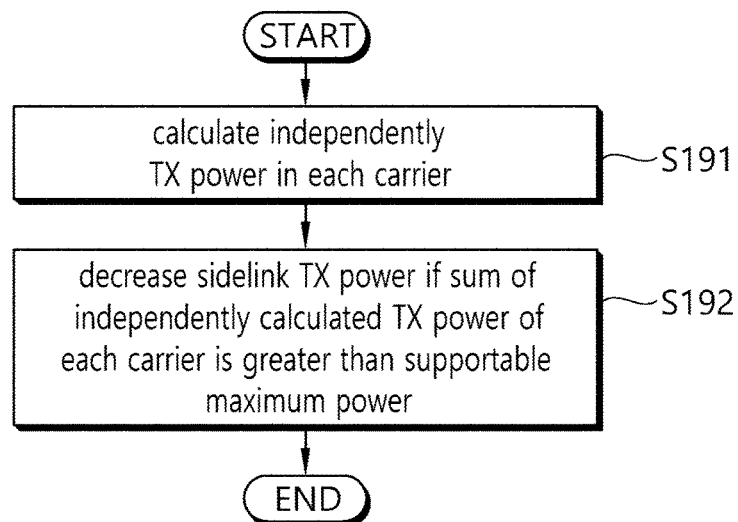 START
calculate independently
TX power in each carrier
S191
decrease sidelink TX power if sum of
independently calculated TX power of
each carrier is greater than supportable
maximum power
S192
END